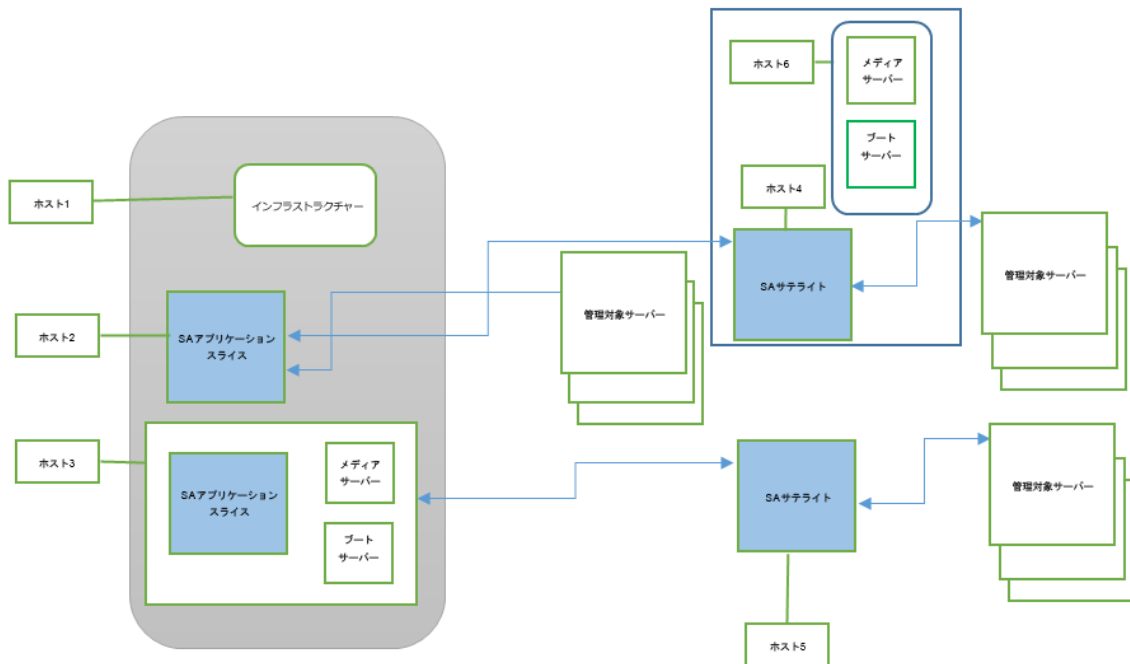 ホスト6
メディア
サーバー
ブート
サーバー
ホスト4
ホスト1
インフラストラクチャー
管理対象サーバー
SAサテライト
管理対象サーバー
ホスト2
SAアプリケーション
スライス
ホスト3
メディア
サーバー
SAアプリケーション
スライス
ブート
サーバー
SAサテライト
管理対象サーバー
ホスト5